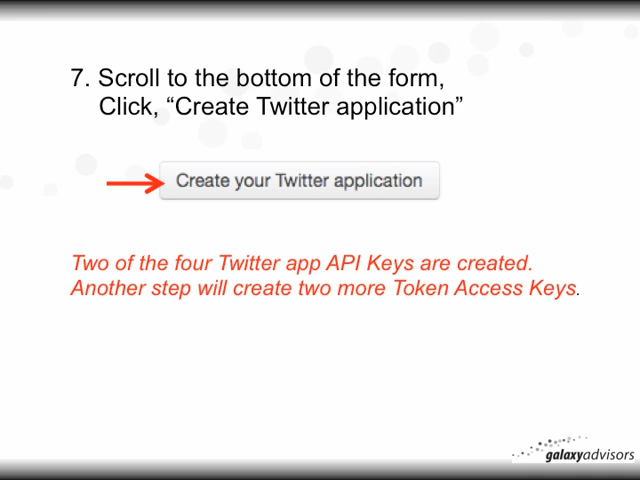 7. Scroll to the bottom of the form,
Click, “Create Twitter application”
Create your Twitter application
Two of the four Twitter app API Keys are created.
Another step will create two more Token Access Keys.
galaxyadvisors